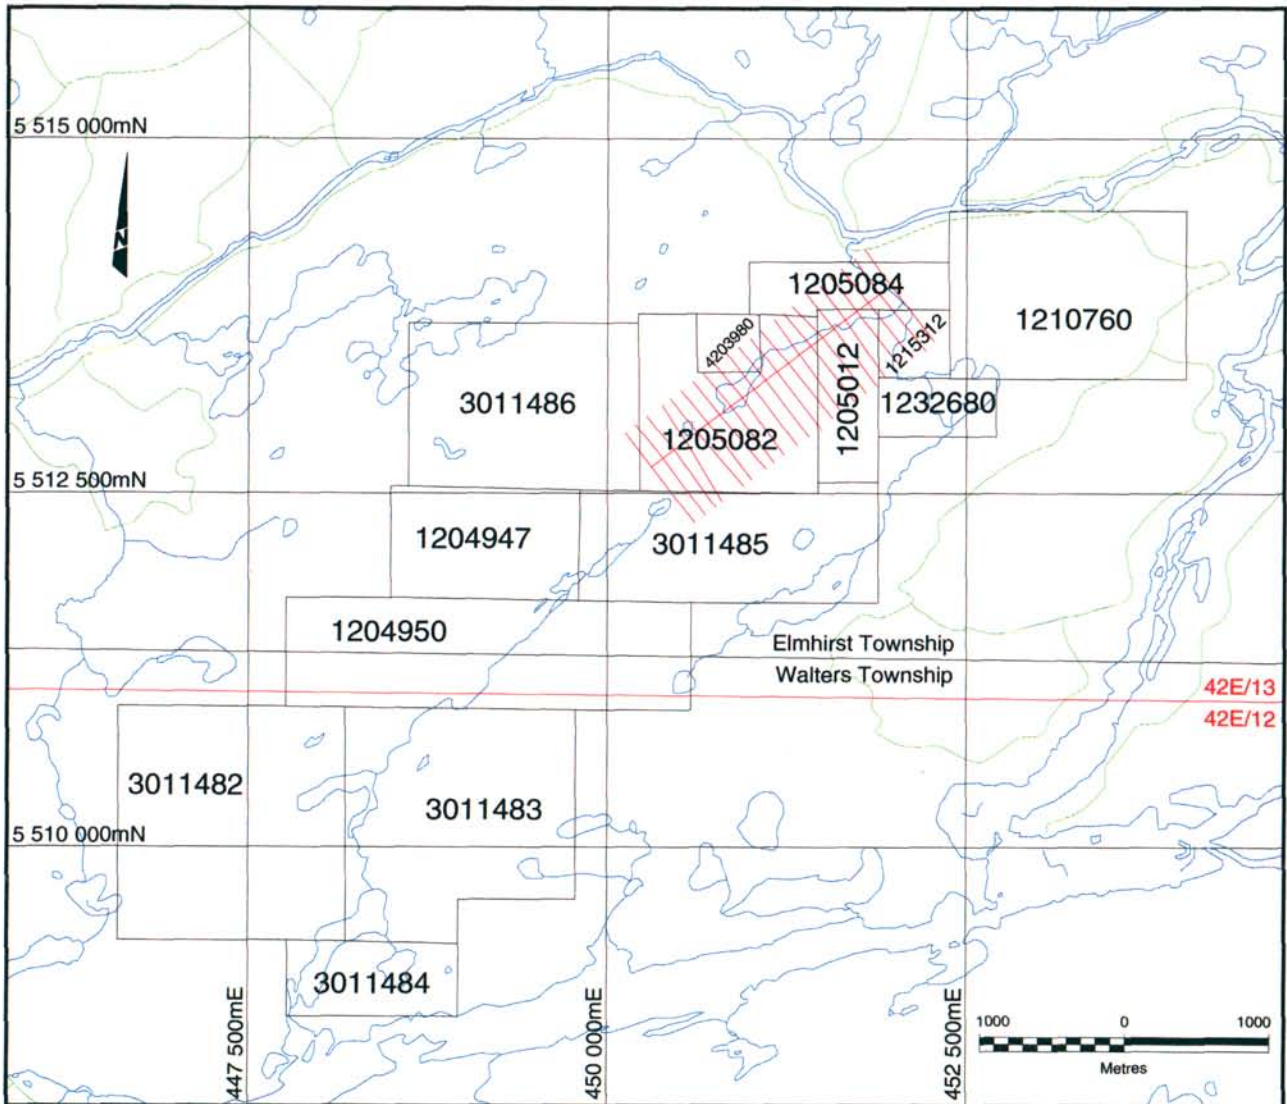 5 515 000mN
N
1205084
1210760
4203980
1215312
3011486
1205012
1232680
1205082
5 512 500mN
1204947
3011485
1204950
Elmhirst Township
Walters Township
42E/13
42E/12
3011482
3011483
5 510 000mN
3011484
447 500mE
450 000mE
452 500mE
1000 0 1000
Metres